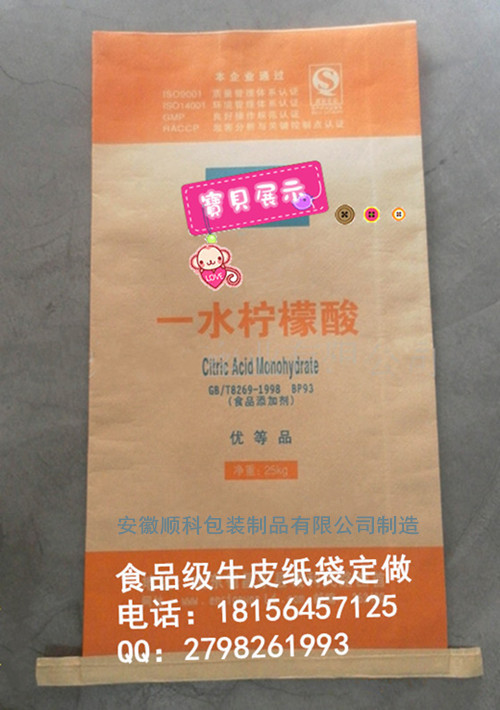 本企业通过
ISO9001 质量管理体系认证
ISO14001 环境管理体系认证
GMP 良好操作规范认证
HACCP 危害分析与关键控制点认证
寶貝展示
LOVE
一水柠檬酸
Citric Acid Monohydrate
GB/T8269-1998 BP93
(食品添加剂)
优等品
净重:25kg
安徽顺科包装制品有限公司制造
食品级牛皮纸袋定做
电话：18156457125
QQ：2798261993